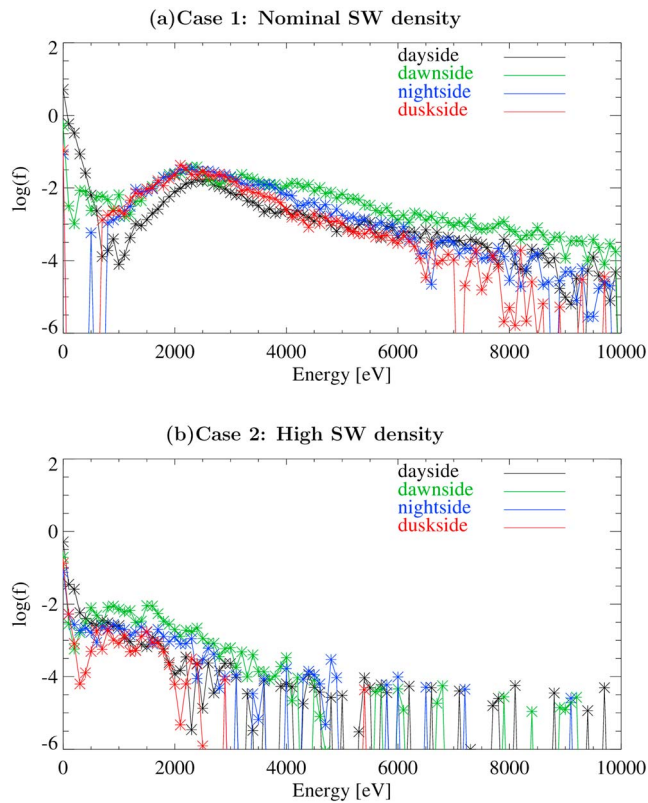 (a)Case 1: Nominal SW density
dayside
dawnside
nightside
duskside
log(f)
2
0
-2
-4
-6
0 2000 4000 6000 8000 10000
Energy [eV]
(b)Case 2: High SW density
dayside
dawnside
nightside
duskside
log(f)
2
0
-2
-4
-6
0 2000 4000 6000 8000 10000
Energy [eV]